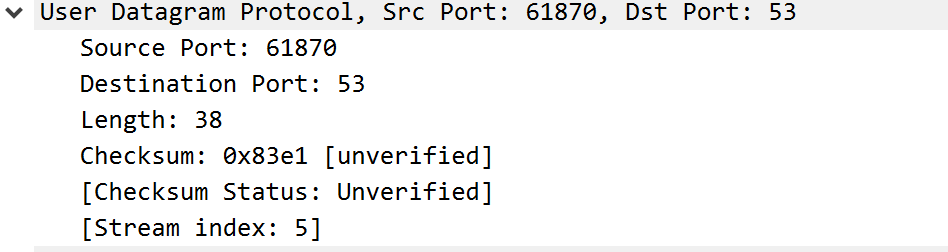 User Datagram Protocol, Src Port: 61870, Dst Port: 53
Source Port: 61870
Destination Port: 53
Length: 38
Checksum: 0x83e1 [unverified]
[Checksum Status: Unverified]
[Stream index: 5]